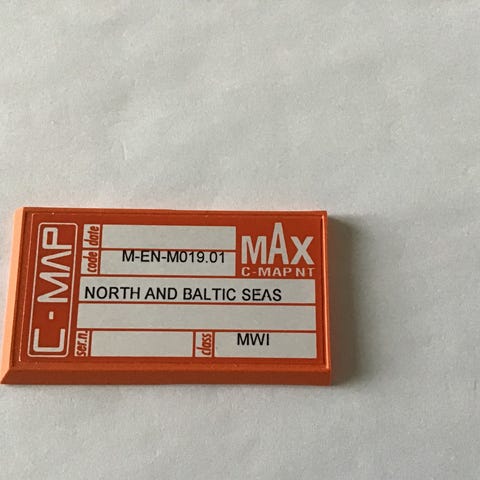 C-MAP
date
code M-EN-M019.01
MAX
C-MAP NT
NORTH AND BALTIC SEAS
ser.n.
class MWI